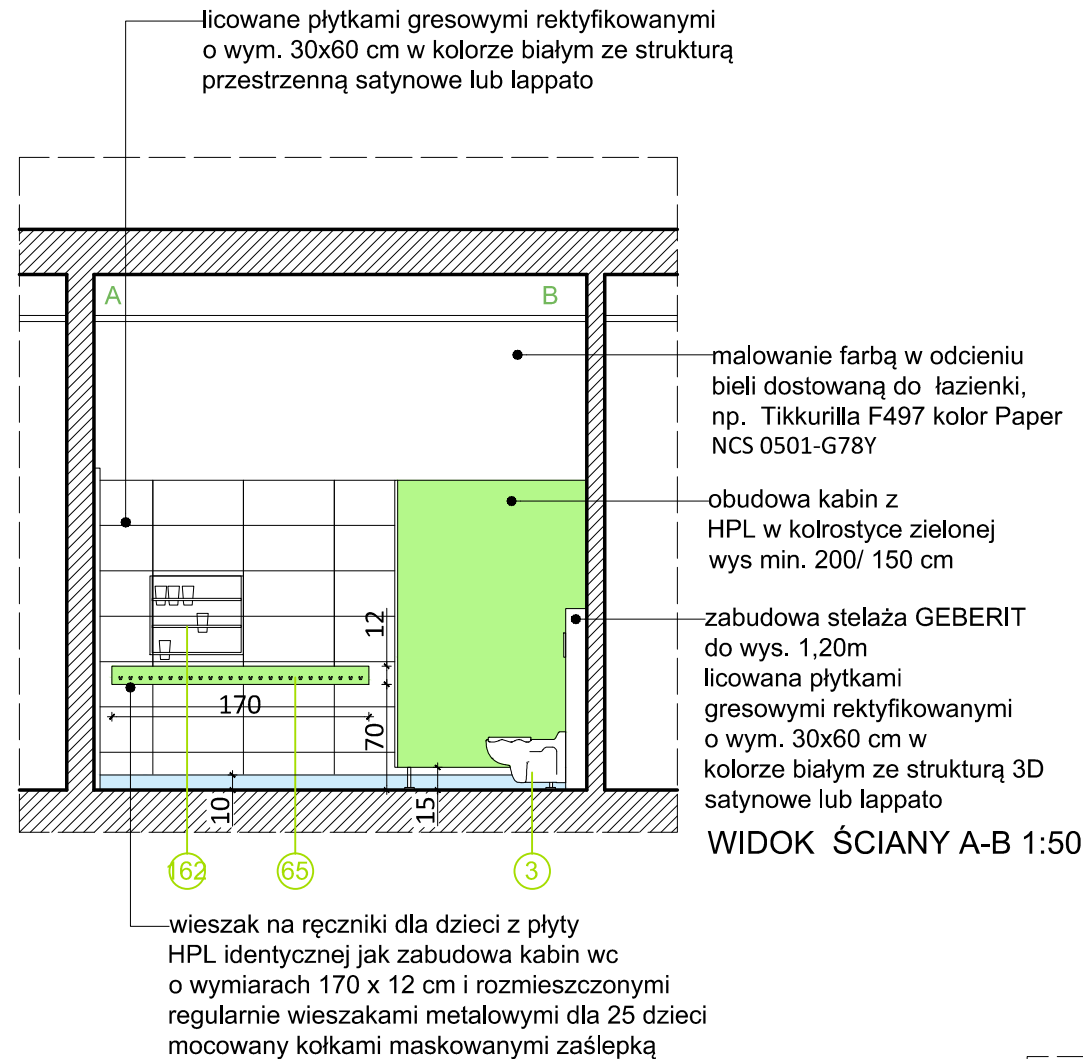 licowane płytkami gresowymi rektyfikowanymi
o wym. 30x60 cm w kolorze białym ze strukturą
przestrzenną satynowe lub lappato
A
B
malowanie farbą w odcieniu
bieli dostowaną do łazienki,
np. Tikkurilla F497 kolor Paper
NCS 0501-G78Y
obudowa kabin z
HPL w kolrostyce zielonej
wys min. 200/ 150 cm
zabudowa stelaża GEBERIT
do wys. 1,20m
licowana płytkami
gresowymi rektyfikowanymi
o wym. 30x60 cm w
kolorze białym ze strukturą 3D
satynowe lub lappato
12
170
70
10
15
WIDOK ŚCIANY A-B 1:50
162
65
3
wieszak na ręczniki dla dzieci z płyty
HPL identycznej jak zabudowa kabin wc
o wymiarach 170 x 12 cm i rozmieszczonymi
regularnie wieszakami metalowymi dla 25 dzieci
mocowany kołkami maskowanymi zaślepką